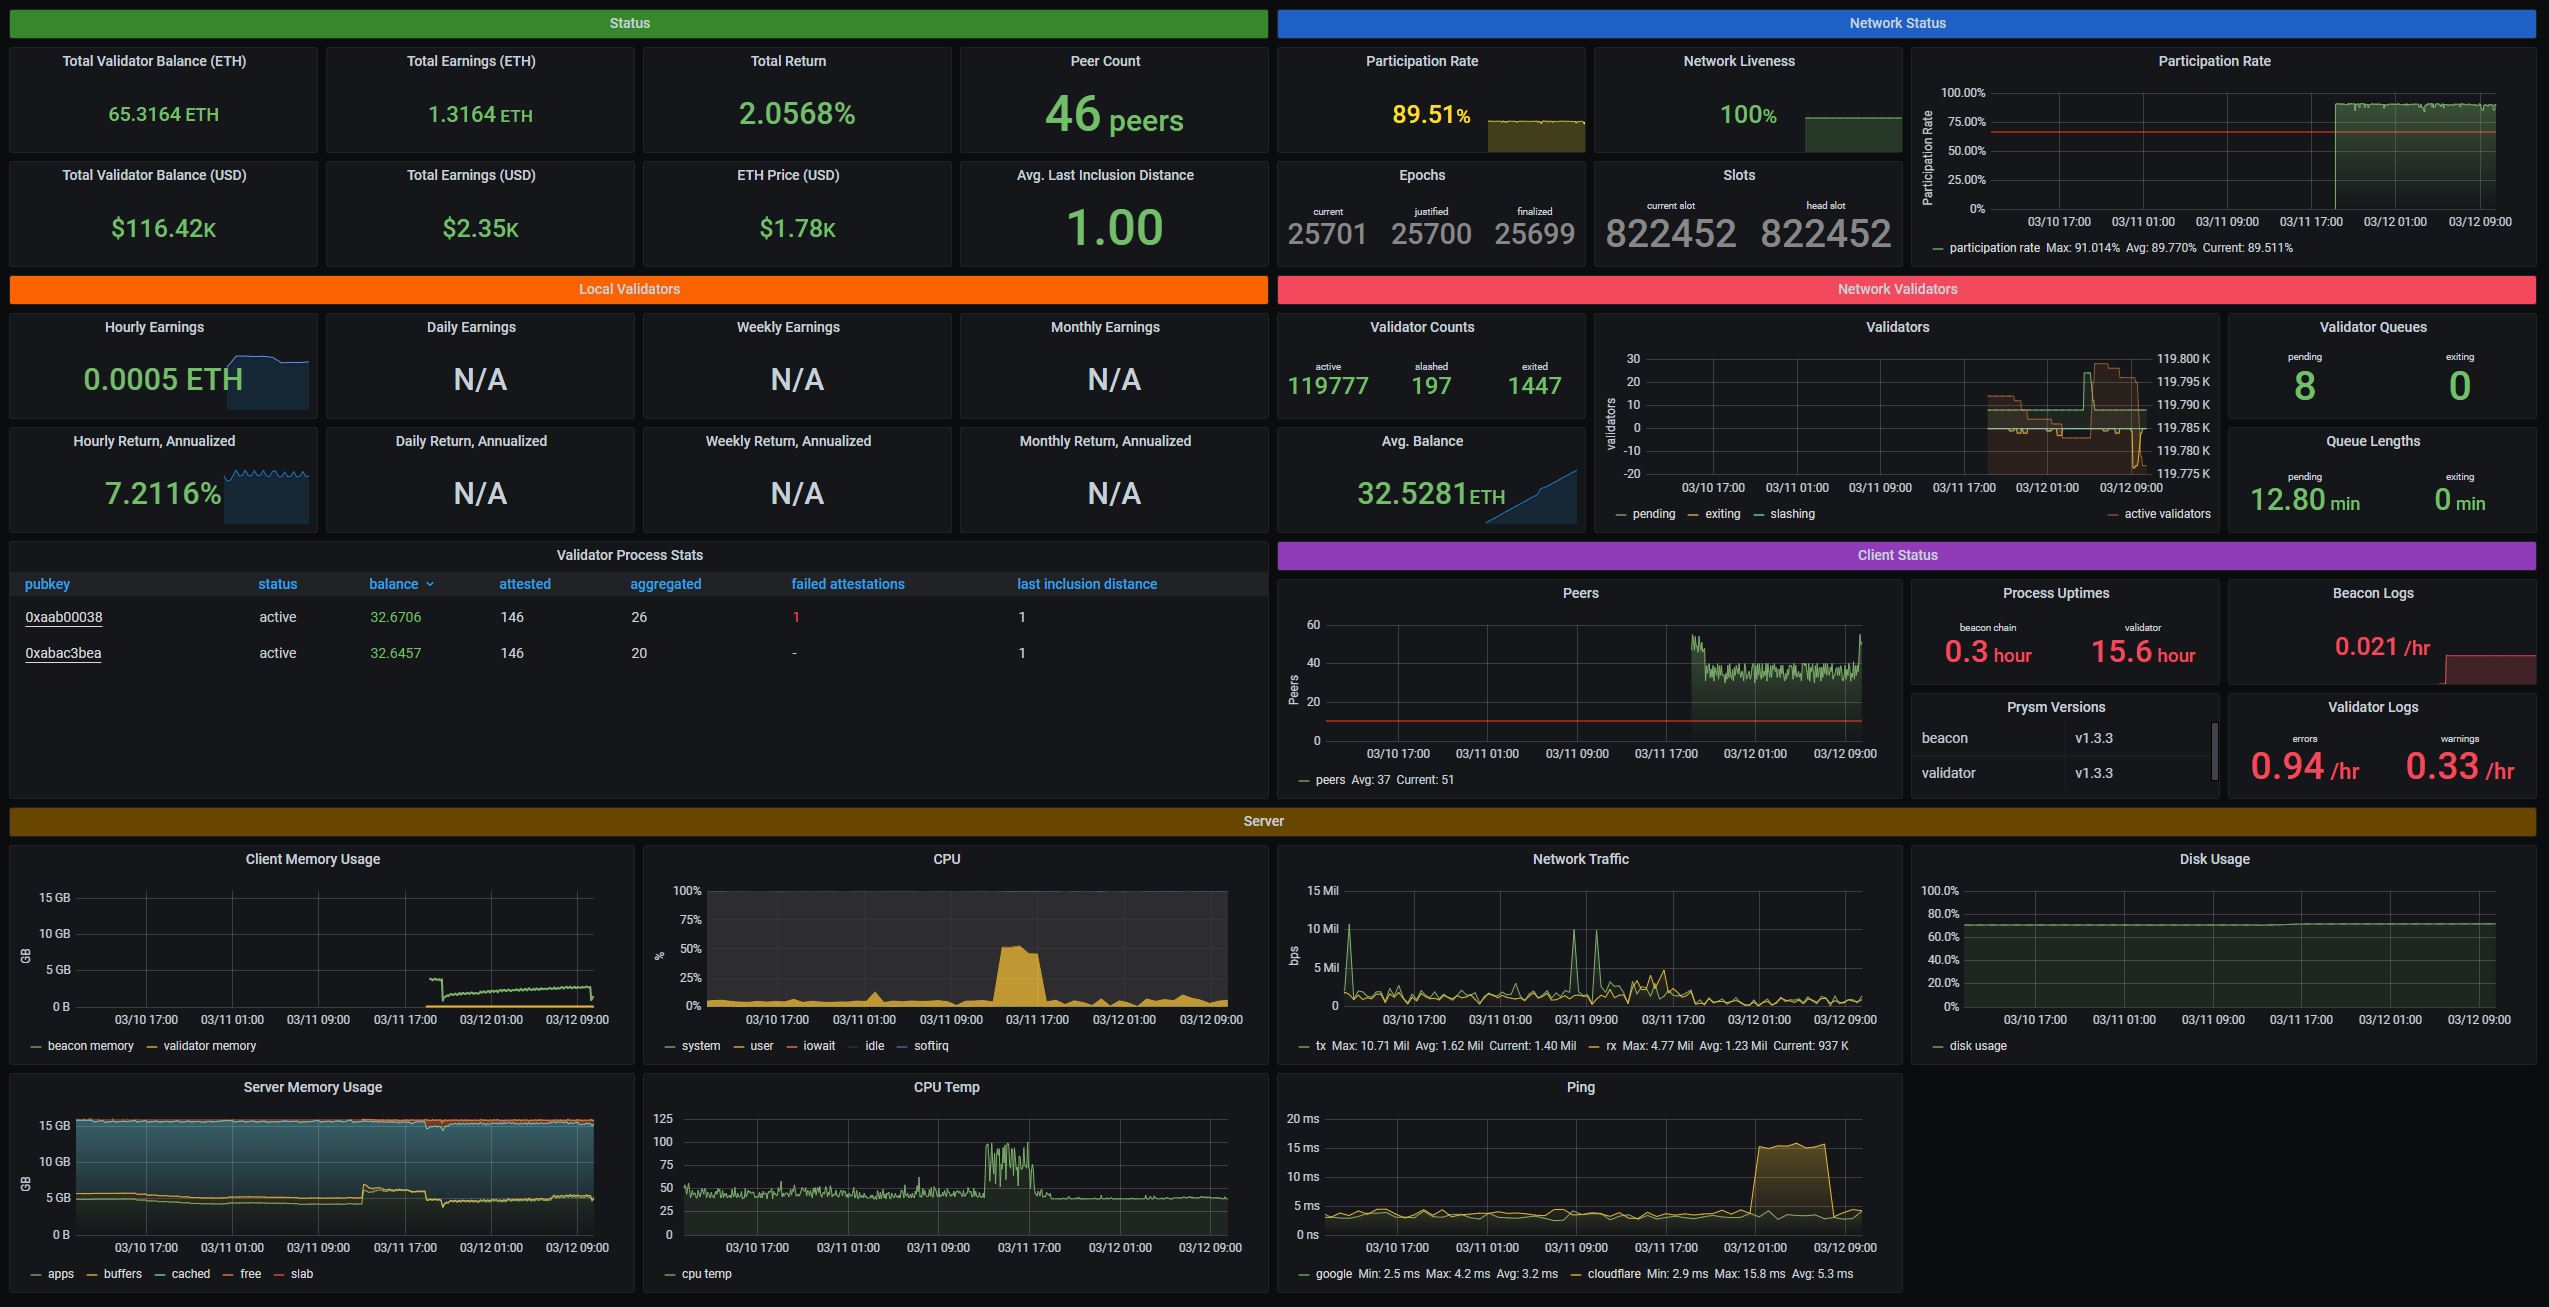 Status
Total Validator Balance (ETH)
65.3164 ETH
Total Earnings (ETH)
1.3164 ETH
Total Return
2.0568%
Peer Count
46 peers
Total Validator Balance (USD)
$116.42K
Total Earnings (USD)
$2.35K
ETH Price (USD)
$1.78K
Avg. Last Inclusion Distance
1.00
Network Status
Participation Rate
89.51%
Network Liveness
100%
Epochs
current justified finalized
25701 25700 25699
Slots
current slot head slot
822452 822452
Participation Rate
Participation Rate
100.00%
75.00%
50.00%
25.00%
0%
03/10 17:00 03/11 01:00 03/11 09:00 03/11 17:00 03/12 01:00 03/12 09:00
participation rate Max: 91.014% Avg: 89.770% Current: 89.511%
Local Validators
Hourly Earnings
0.0005 ETH
Daily Earnings
N/A
Weekly Earnings
N/A
Monthly Earnings
N/A
Hourly Return, Annualized
7.2116%
Daily Return, Annualized
N/A
Weekly Return, Annualized
N/A
Monthly Return, Annualized
N/A
Validator Process Stats
pubkey status balance attested aggregated failed attestations last inclusion distance
0xaab00038 active 32.6706 146 26 1 1
0xabac3bea active 32.6457 146 20 - 1
Network Validators
Validator Counts
active slashed exited
119777 197 1447
Avg. Balance
32.5281 ETH
Validators
validators
30
20
10
0
-10
-20
119.800 K
119.795 K
119.790 K
119.785 K
119.780 K
119.775 K
03/10 17:00 03/11 01:00 03/11 09:00 03/11 17:00 03/12 01:00 03/12 09:00
pending exiting slashing active validators
Validator Queues
pending exiting
8 0
Queue Lengths
pending exiting
12.80 min 0 min
Client Status
Peers
Peers
60
40
20
0
03/10 17:00 03/11 01:00 03/11 09:00 03/11 17:00 03/12 01:00 03/12 09:00
peers Avg: 37 Current: 51
Process Uptimes
beacon chain validator
0.3 hour 15.6 hour
Beacon Logs
0.021 /hr
Prysm Versions
beacon v1.3.3
validator v1.3.3
Validator Logs
errors warnings
0.94 /hr 0.33 /hr
Server
Client Memory Usage
GB
15 GB
10 GB
5 GB
0 B
03/10 17:00 03/11 01:00 03/11 09:00 03/11 17:00 03/12 01:00 03/12 09:00
beacon memory validator memory
CPU
%
100%
75%
50%
25%
0%
03/10 17:00 03/11 01:00 03/11 09:00 03/11 17:00 03/12 01:00 03/12 09:00
system user iowait idle softirq
Network Traffic
bps
15 Mil
10 Mil
5 Mil
0
03/10 17:00 03/11 01:00 03/11 09:00 03/11 17:00 03/12 01:00 03/12 09:00
tx Max: 10.71 Mil Avg: 1.62 Mil Current: 1.40 Mil rx Max: 4.77 Mil Avg: 1.23 Mil Current: 937 K
Disk Usage
100.0%
80.0%
60.0%
40.0%
20.0%
0%
03/10 17:00 03/11 01:00 03/11 09:00 03/11 17:00 03/12 01:00 03/12 09:00
disk usage
Server Memory Usage
GB
15 GB
10 GB
5 GB
0 B
03/10 17:00 03/11 01:00 03/11 09:00 03/11 17:00 03/12 01:00 03/12 09:00
apps buffers cached free slab
CPU Temp
125
100
75
50
25
0
03/10 17:00 03/11 01:00 03/11 09:00 03/11 17:00 03/12 01:00 03/12 09:00
cpu temp
Ping
20 ms
15 ms
10 ms
5 ms
0 ns
03/10 17:00 03/11 01:00 03/11 09:00 03/11 17:00 03/12 01:00 03/12 09:00
google Min: 2.5 ms Max: 4.2 ms Avg: 3.2 ms cloudflare Min: 2.9 ms Max: 15.8 ms Avg: 5.3 ms